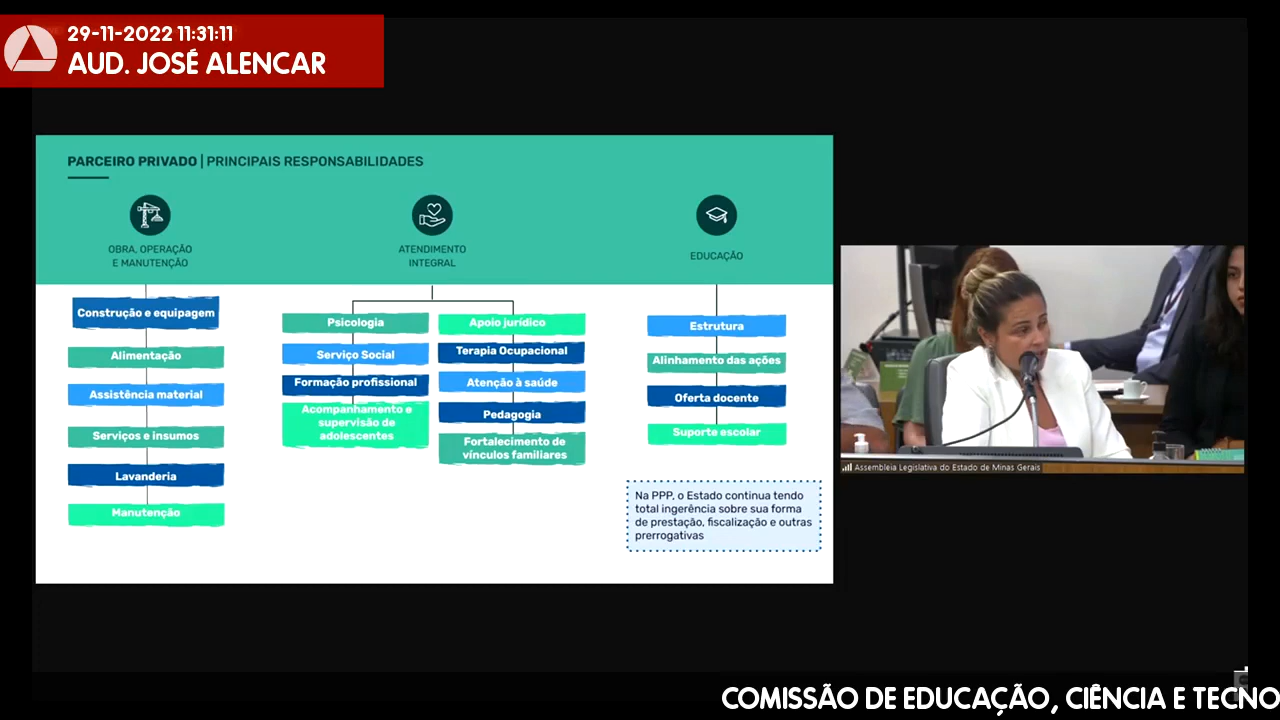 29-11-2022 11:31:11
AUD. JOSÉ ALENCAR
PARCEIRO PRIVADO | PRINCIPAIS RESPONSABILIDADES
OBRA, OPERAÇÃO
E MANUTENÇÃO
Construção e equipagem
Alimentação
Assistência material
Serviços e insumos
Lavanderia
Manutenção
ATENDIMENTO
INTEGRAL
Psicologia
Serviço Social
Formação profissional
Acompanhamento e
supervisão de
adolescentes
Apoio jurídico
Terapia Ocupacional
Atenção à saúde
Pedagogia
Fortalecimento de
vínculos familiares
EDUCAÇÃO
Estrutura
Alinhamento das ações
Oferta docente
Suporte escolar
Na PPP, o Estado continua tendo
total ingerência sobre sua forma
de prestação, fiscalização e outras
prerrogativas
Assembleia Legislativa do Estado de Minas Gerais
COMISSÃO DE EDUCAÇÃO, CIÊNCIA E TECNO